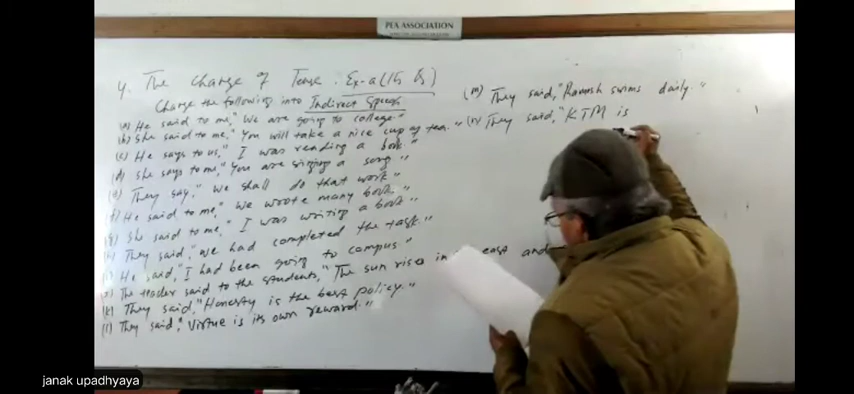 PEA ASSOCIATION
4. The Change of Tense. Ex-a (15 Qs)
Change the following into Indirect Speech
(a) He said to me, "We are going to college."
(b) She said to me, "You will take a nice cup of tea."
(c) He says to us, "I was reading a book."
(d) She says to me, "You are singing a song"
(e) They say, "We shall do that work"
(f) He said to me, "We wrote many book"
(g) She said to me, "I was writing a book"
(h) They said, "We had completed the task"
(i) He said, "I had been going to campus"
(j) The teacher said to the students, "The sun rises in east and
(k) They said, "Honesty is the best policy."
(l) They said, "Virtue is its own reward."
(m) They said, "Ramesh swims daily."
(n) They said, "KTM is
janak upadhyaya